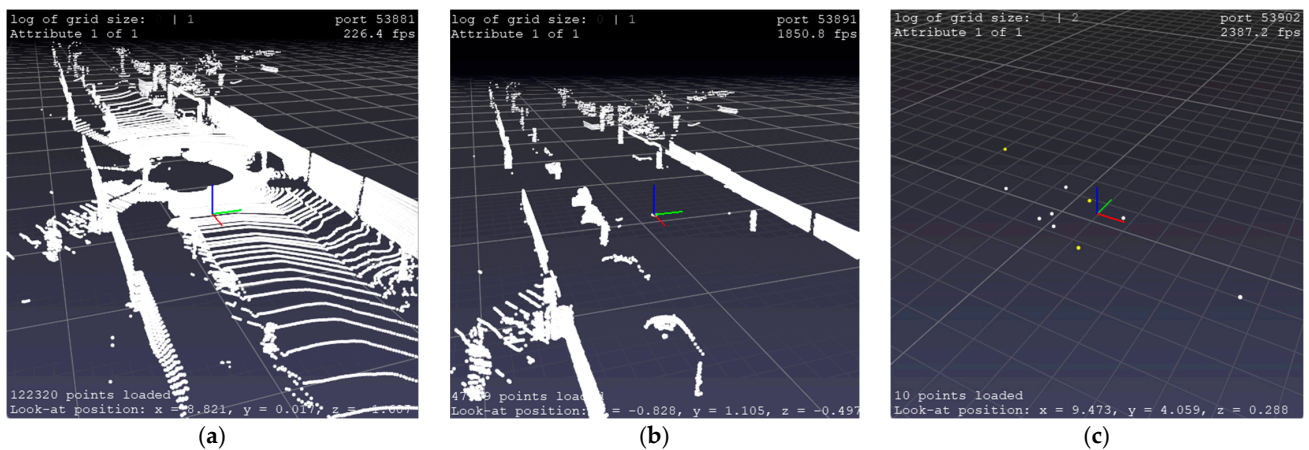 log of grid size: 0 | 1 port 53881
Attribute 1 of 1 226.4 fps
122320 points loaded
Look-at position: x = 8.821, y = 0.017, z =
(a)
log of grid size: 0 | 1 port 53891
Attribute 1 of 1 1850.8 fps
points loaded
Look-at position: = -0.828, y = 1.105, z = -0.497
(b)
log of grid size: 1 | 2 port 53902
Attribute 1 of 1 2387.2 fps
10 points loaded
Look-at position: x = 9.473, y = 4.059, z = 0.288
(c)